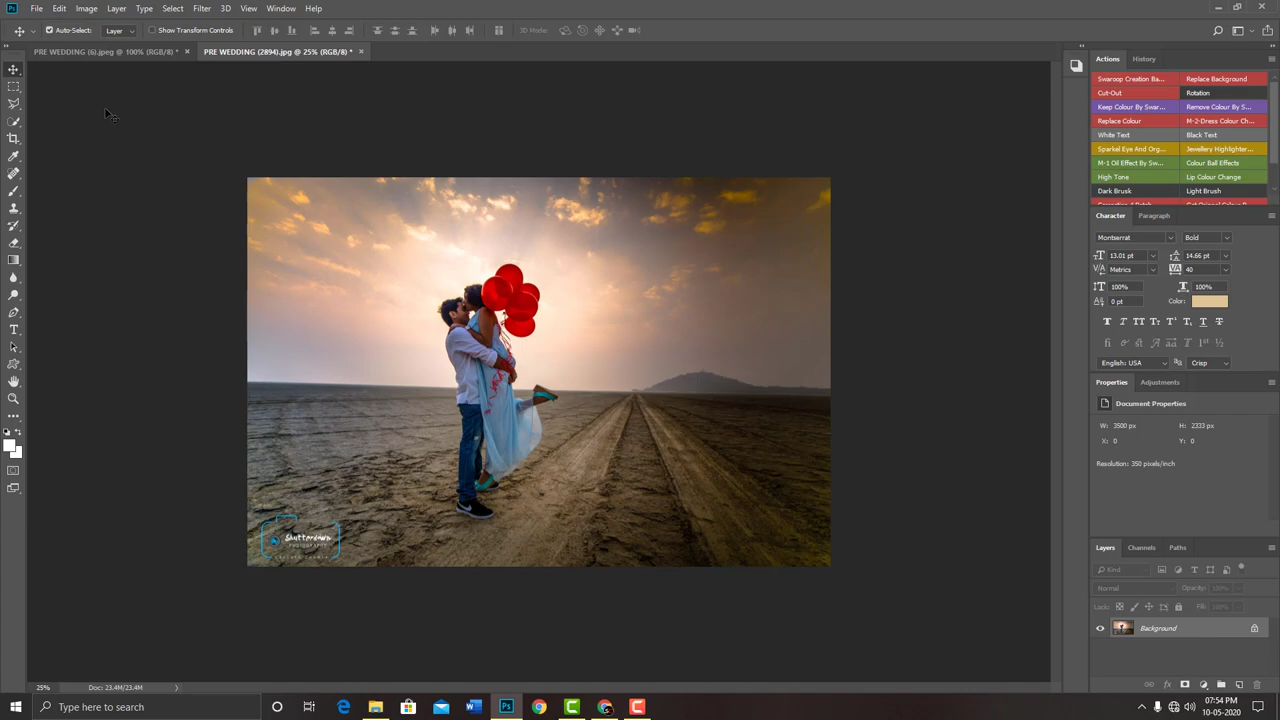 Ps File Edit Image Layer Type Select Filter 3D View Window Help
Auto-Select: Layer Show Transform Controls 3D Mode:
PRE WEDDING (6).jpeg @ 100% (RGB/8) * × PRE WEDDING (2894).jpg @ 25% (RGB/8) * ×
Actions History
Swaroop Creation Ba... Replace Background
Cut-Out Rotation
Keep Colour By Swar... Remove Colour By S...
Replace Colour M-2-Dress Colour Ch...
White Text Black Text
Sparkel Eye And Org... Jewellery Highlighter...
M-1 Oil Effect By Sw... Colour Ball Effects
High Tone Lip Colour Change
Dark Brusk Light Brush
Character Paragraph
Montserrat Bold
13.01 pt 14.66 pt
Metrics 40
100% 100%
0 pt Color:
English: USA Crisp
Properties Adjustments
Document Properties
W: 3500 px H: 2333 px
X: 0 Y: 0
Resolution: 350 pixels/inch
Shutterdown
PHOTOGRAPHY
Layers Channels Paths
Kind
Normal Opacity: 100%
Lock: Fill: 100%
Background
25% Doc: 23.4M/23.4M
Type here to search
07:54 PM
10-05-2020